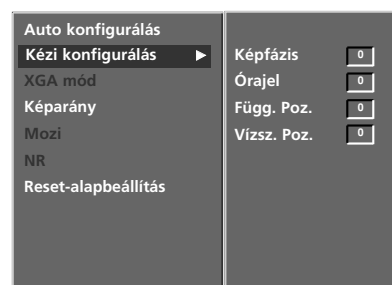 Auto konfigurálás
Kézi konfigurálás ▶
XGA mód
Képarány
Mozi
NR
Reset-alapbeállítás
Képfázis 0
Órajel 0
Függ. Poz. 0
Vízsz. Poz. 0